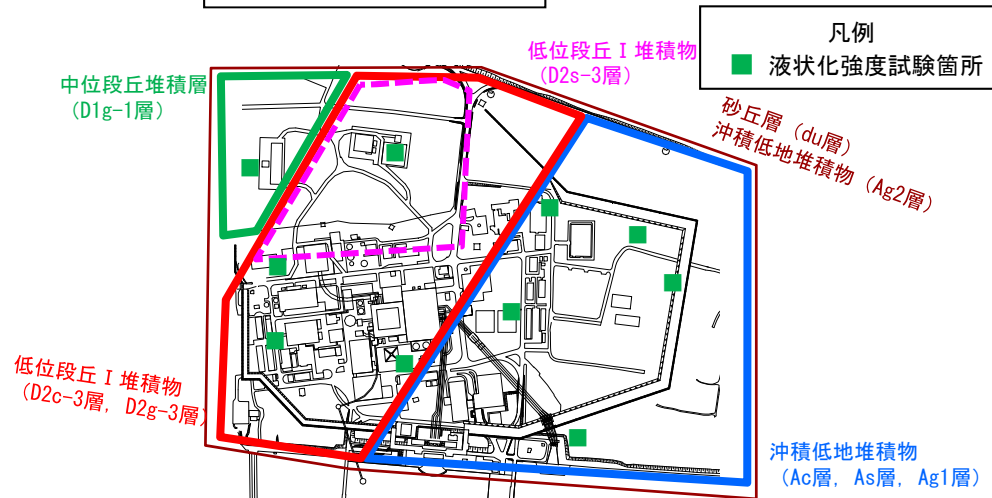 凡例
液状化強度試験箇所
低位段丘Ⅰ堆積物
(D2s-3層)
中位段丘堆積層
(D1g-1層)
砂丘層（du層）
沖積低地堆積物（Ag2層）
低位段丘Ⅰ堆積物
(D2c-3層, D2g-3層)
沖積低地堆積物
(Ac層, As層, Ag1層)